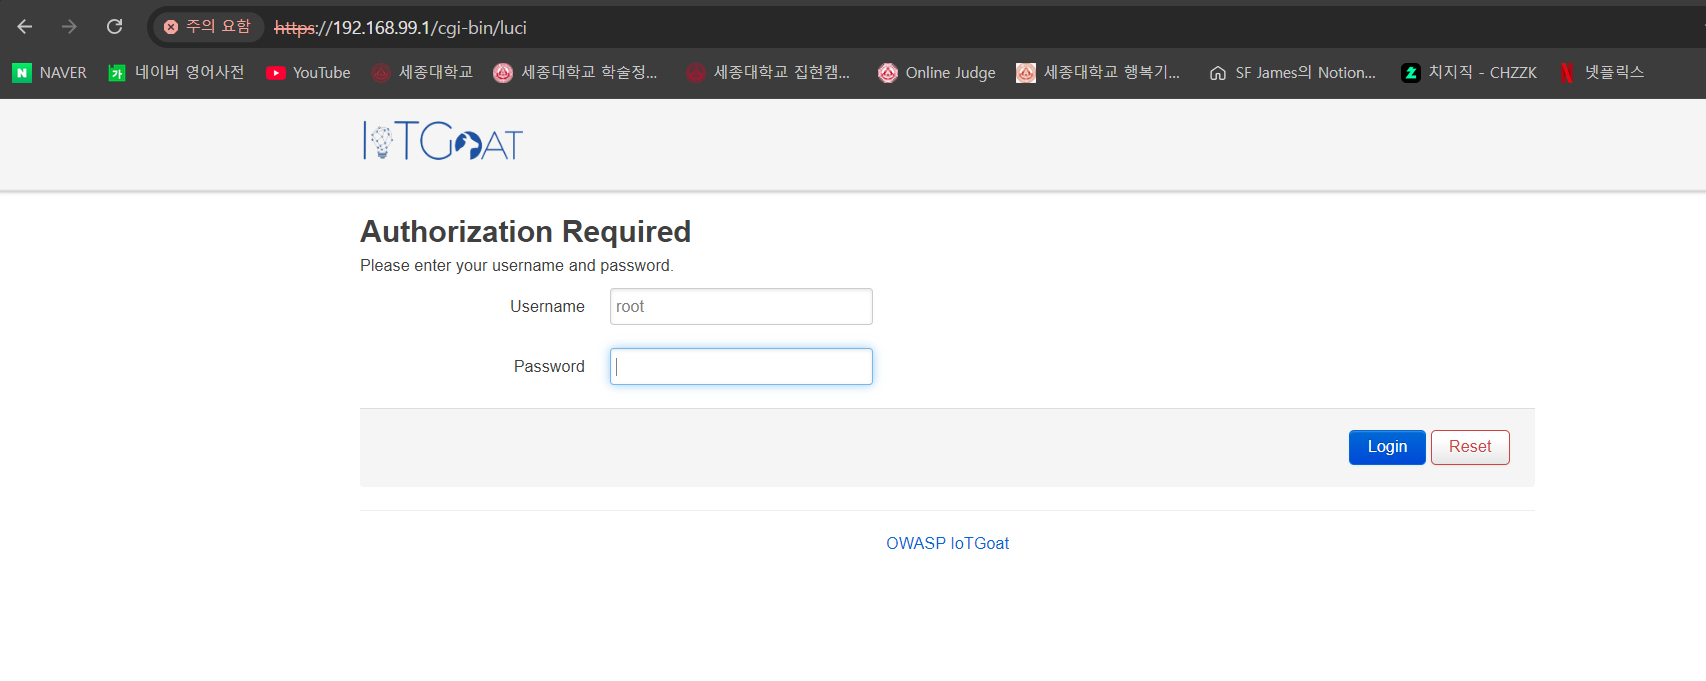 주의 요함 https://192.168.99.1/cgi-bin/luci
NAVER 네이버 영어사전 YouTube 세종대학교 세종대학교 학술정... 세종대학교 집현캠... Online Judge 세종대학교 행복기... SF James의 Notion... 치지직 - CHZZK 넷플릭스
IoTGoat
Authorization Required
Please enter your username and password.
Username root
Password
Login Reset
OWASP IoTGoat